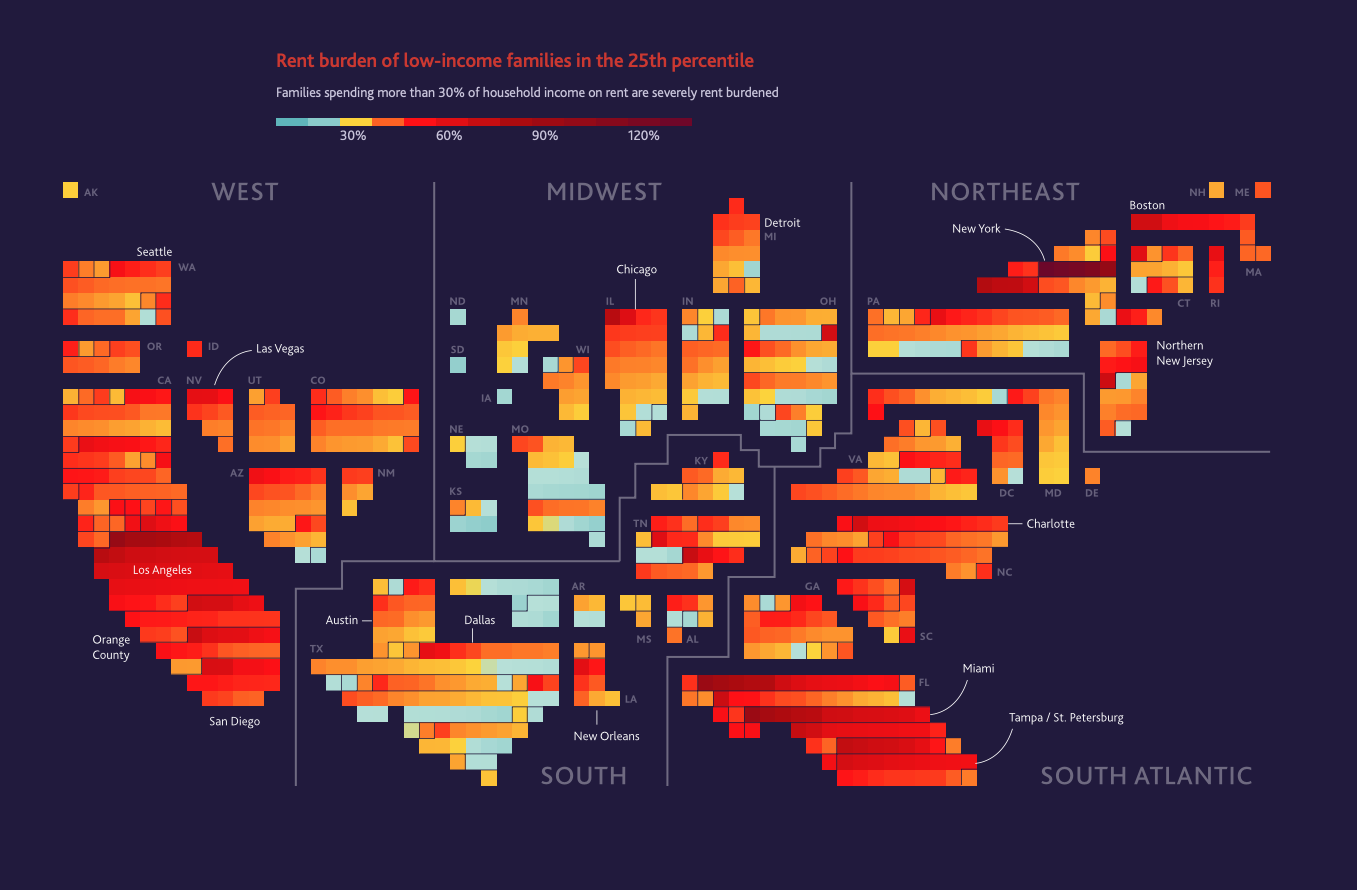 Rent burden of low-income families in the 25th percentile
Families spending more than 30% of household income on rent are severely rent burdened
30% 60% 90% 120%
AK
WEST
MIDWEST
NORTHEAST
NH
ME
Boston
New York
Detroit
MI
Seattle
WA
Chicago
MA
ND
MN
IL
IN
OH
PA
CT
RI
OR
ID
Las Vegas
SD
WI
Northern
New Jersey
CA
NV
UT
CO
IA
NE
MO
KY
VA
AZ
NM
KS
DC
MD
DE
TN
Charlotte
Los Angeles
NC
AR
GA
Austin
Dallas
MS
AL
SC
Orange
County
TX
Miami
FL
LA
San Diego
New Orleans
Tampa / St. Petersburg
SOUTH
SOUTH ATLANTIC